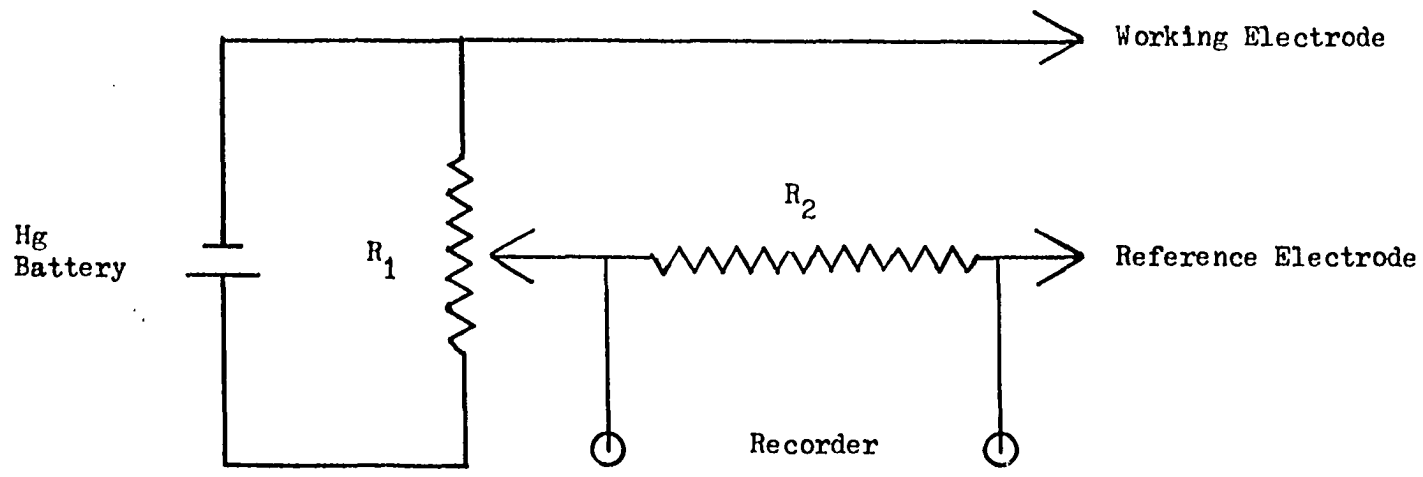 Working Electrode
R2
Hg
Battery
R1
Reference Electrode
Recorder